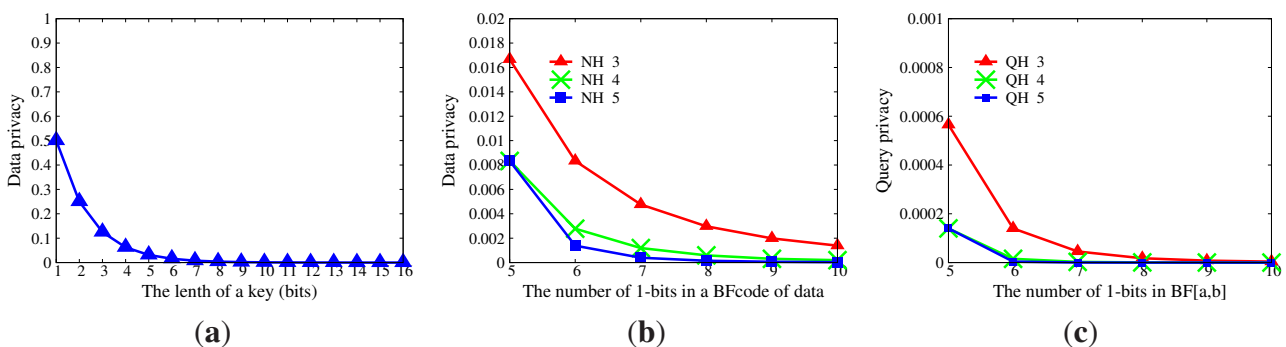 1
0.9
0.8
0.7
0.6
0.5
0.4
0.3
0.2
0.1
0
Data privacy
1 2 3 4 5 6 7 8 9 10 11 12 13 14 15 16
The lenth of a key (bits)
(a)
0.02
0.018
0.016
0.014
0.012
0.01
0.008
0.006
0.004
0.002
0
Data privacy
NH 3
NH 4
NH 5
5 6 7 8 9 10
The number of 1-bits in a BFcode of data
(b)
0.001
0.0008
0.0006
0.0004
0.0002
0
Query privacy
QH 3
QH 4
QH 5
5 6 7 8 9 10
The number of 1-bits in BF[a,b]
(c)